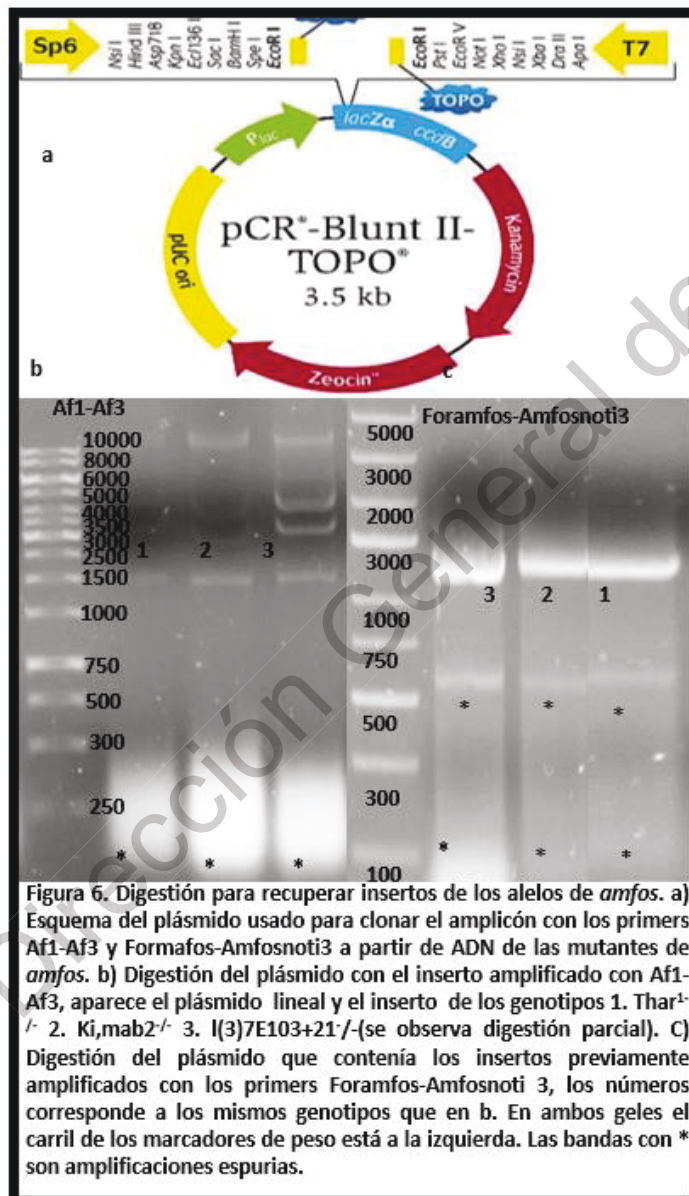 Sp6
Nsi I
Hind III
Asp718
Kpn I
Ecl136 I
Sac I
BamH I
Spe I
EcoR I
EcoR I
Pst I
EcoR V
Not I
Xho I
Nsi I
Xba I
Dra II
Apa I
T7
TOPO
a
Plac
lacZα
ccdB
pCR®-Blunt II-
TOPO®
3.5 kb
Kanamycin
pUC ori
Zeocin™
b
c
Af1-Af3
10000
8000
6000
5000
4000
3500
3000
2500
1500
1000
750
500
300
250
1
2
3
*
*
*
Foramfos-Amfosnoti3
5000
3000
2000
3000
1000
750
500
300
100
3
2
1
*
*
*
*
*
*
Dirección General de
Figura 6. Digestión para recuperar insertos de los alelos de amfos. a)
Esquema del plásmido usado para clonar el amplicón con los primers
Af1-Af3 y Formafos-Amfosnoti3 a partir de ADN de las mutantes de
amfos. b) Digestión del plásmido con el inserto amplificado con Af1-
Af3, aparece el plásmido lineal y el inserto de los genotipos 1. Thar1-
/- 2. Ki,mab2-/- 3. l(3)7E103+21-/-(se observa digestión parcial). C)
Digestión del plásmido que contenía los insertos previamente
amplificados con los primers Foramfos-Amfosnoti 3, los números
corresponde a los mismos genotipos que en b. En ambos geles el
carril de los marcadores de peso está a la izquierda. Las bandas con *
son amplificaciones espurias.